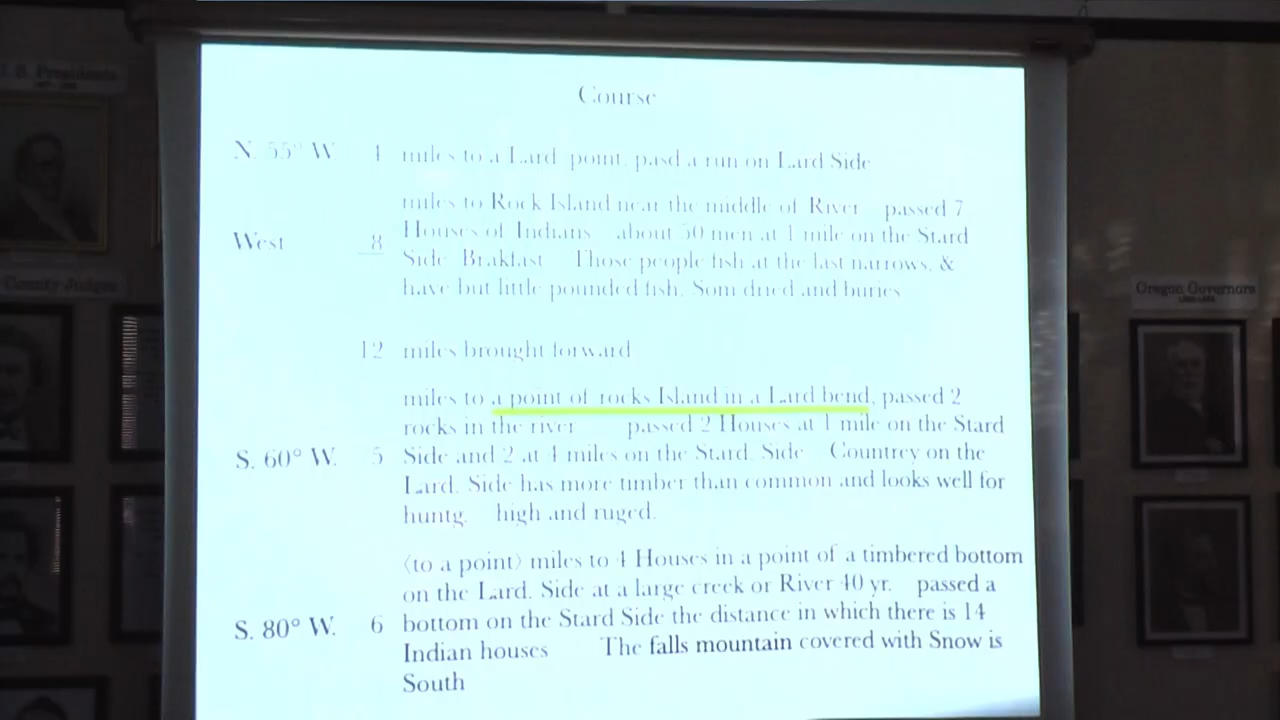 U. S. Presidents
County Judges
Oregon Governors
Course
N. 55° W. 4 miles to a Lard point, pasd a run on Lard Side
miles to Rock Island near the middle of River passed 7
Houses of Indians about 50 men at 1 mile on the Stard
West 8 Side Brakfast Those people fish at the last narrows, &
have but little pounded fish, Som dried and buries
12 miles brought forward
miles to a point of rocks Island in a Lard bend, passed 2
rocks in the river passed 2 Houses at 1 mile on the Stard
S. 60° W. 5 Side and 2 at 4 miles on the Stard. Side Countrey on the
Lard. Side has more timber than common and looks well for
huntg. high and ruged.
⟨to a point⟩ miles to 4 Houses in a point of a timbered bottom
on the Lard. Side at a large creek or River 40 yr. passed a
S. 80° W. 6 bottom on the Stard Side the distance in which there is 14
Indian houses The falls mountain covered with Snow is
South